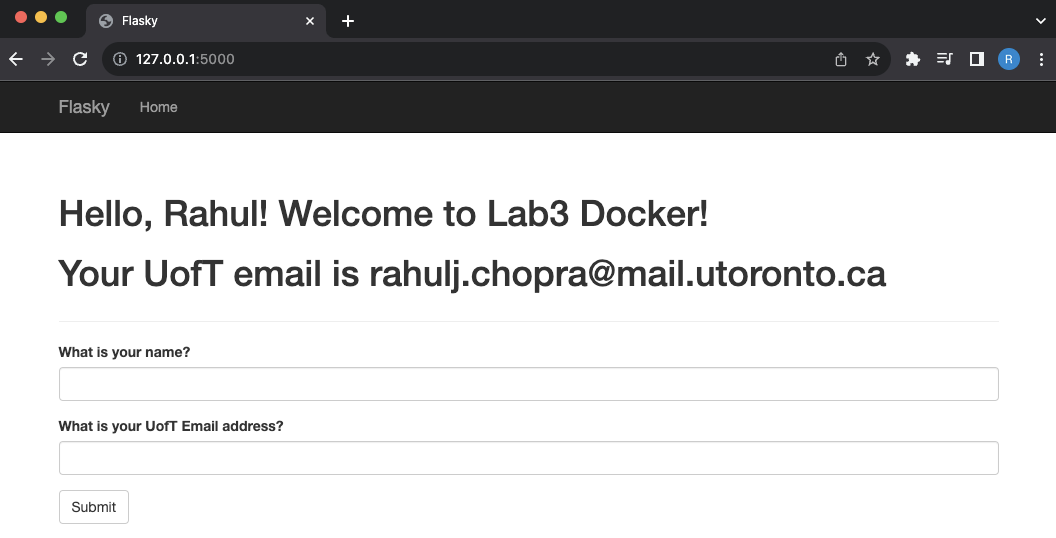 Flasky
127.0.0.1:5000
R
Flasky Home
Hello, Rahul! Welcome to Lab3 Docker!
Your UofT email is rahulj.chopra@mail.utoronto.ca
What is your name?
What is your UofT Email address?
Submit